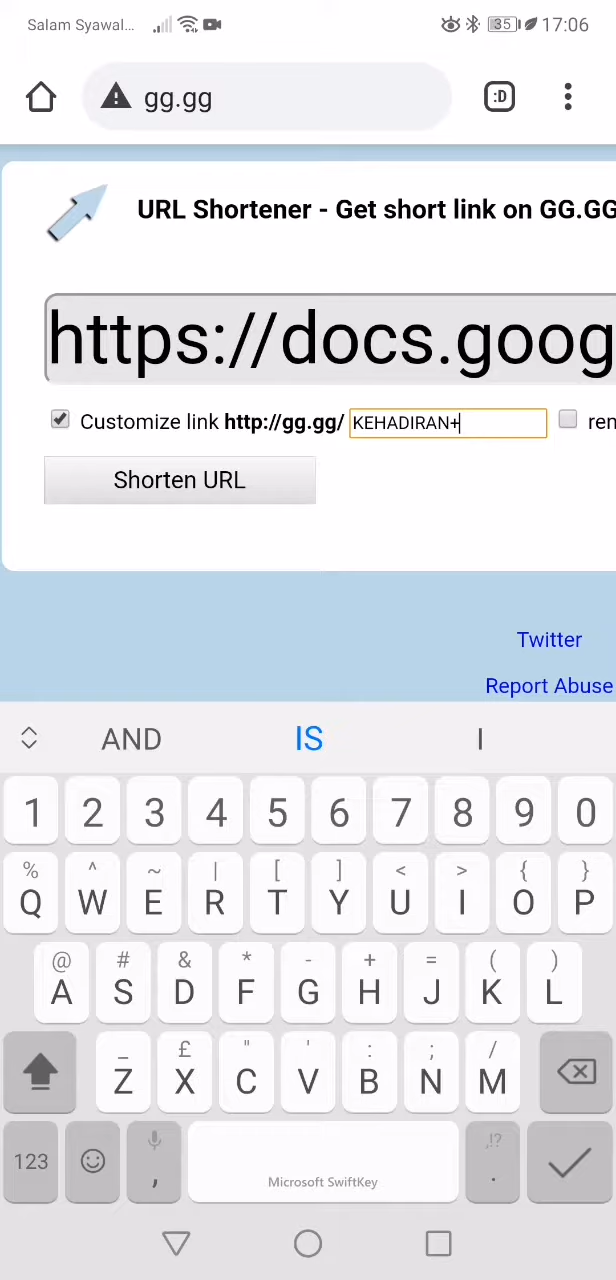 Salam Syawal... 35 17:06
gg.gg :D
URL Shortener - Get short link on GG.GG
https://docs.goog
Customize link http://gg.gg/ KEHADIRAN+ ren
Shorten URL
Twitter
Report Abuse
AND IS I
1 2 3 4 5 6 7 8 9 0
% ^ ~ | [ ] < > { }
Q W E R T Y U I O P
@ # & * - + = ( )
A S D F G H J K L
_ £ " ' : ; /
Z X C V B N M
,!?
123 , Microsoft SwiftKey .